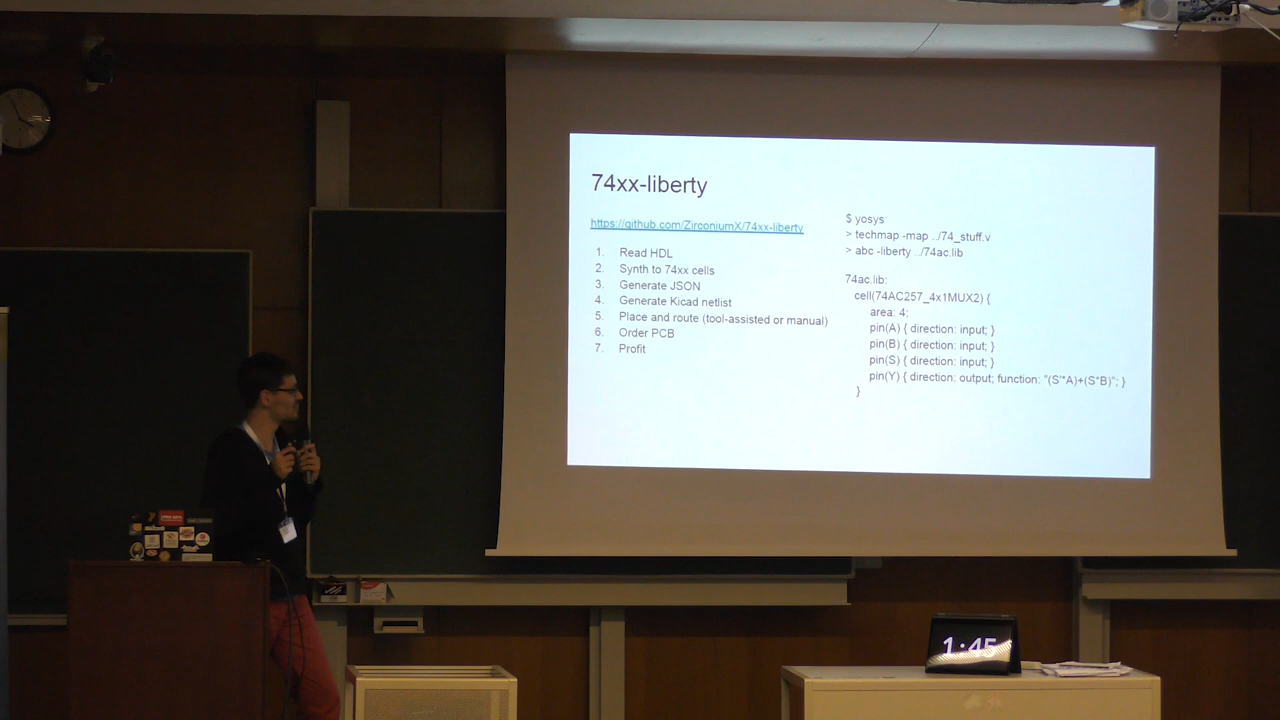 74xx-liberty
https://github.com/ZirconiumX/74xx-liberty
1. Read HDL
2. Synth to 74xx cells
3. Generate JSON
4. Generate Kicad netlist
5. Place and route (tool-assisted or manual)
6. Order PCB
7. Profit
$ yosys
> techmap -map ../74_stuff.v
> abc -liberty ../74ac.lib
74ac.lib:
cell(74AC257_4x1MUX2) {
area: 4;
pin(A) { direction: input; }
pin(B) { direction: input; }
pin(S) { direction: input; }
pin(Y) { direction: output; function: "(S'*A)+(S*B)"; }
}
1:45